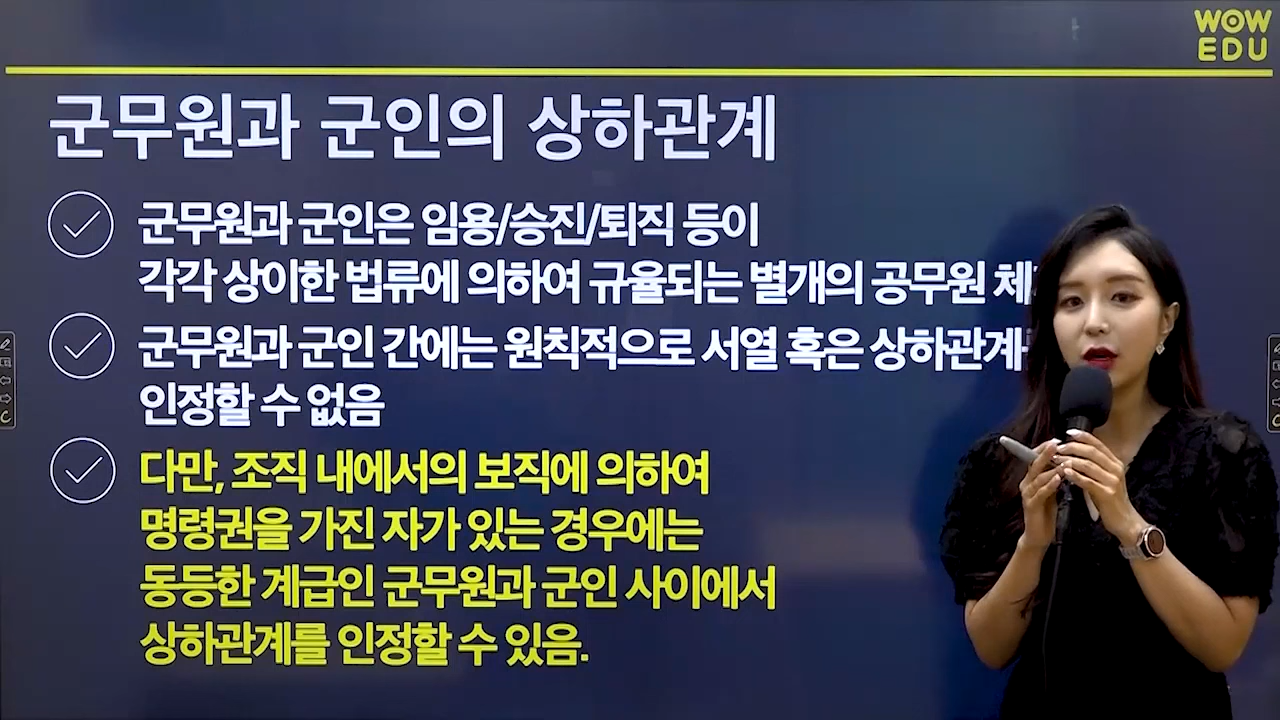 WOW
EDU
군무원과 군인의 상하관계
군무원과 군인은 임용/승진/퇴직 등이
각각 상이한 법류에 의하여 규율되는 별개의 공무원
군무원과 군인 간에는 원칙적으로 서열 혹은 상하관계
인정할 수 없음
다만, 조직 내에서의 보직에 의하여
명령권을 가진 자가 있는 경우에는
동등한 계급인 군무원과 군인 사이에서
상하관계를 인정할 수 있음.